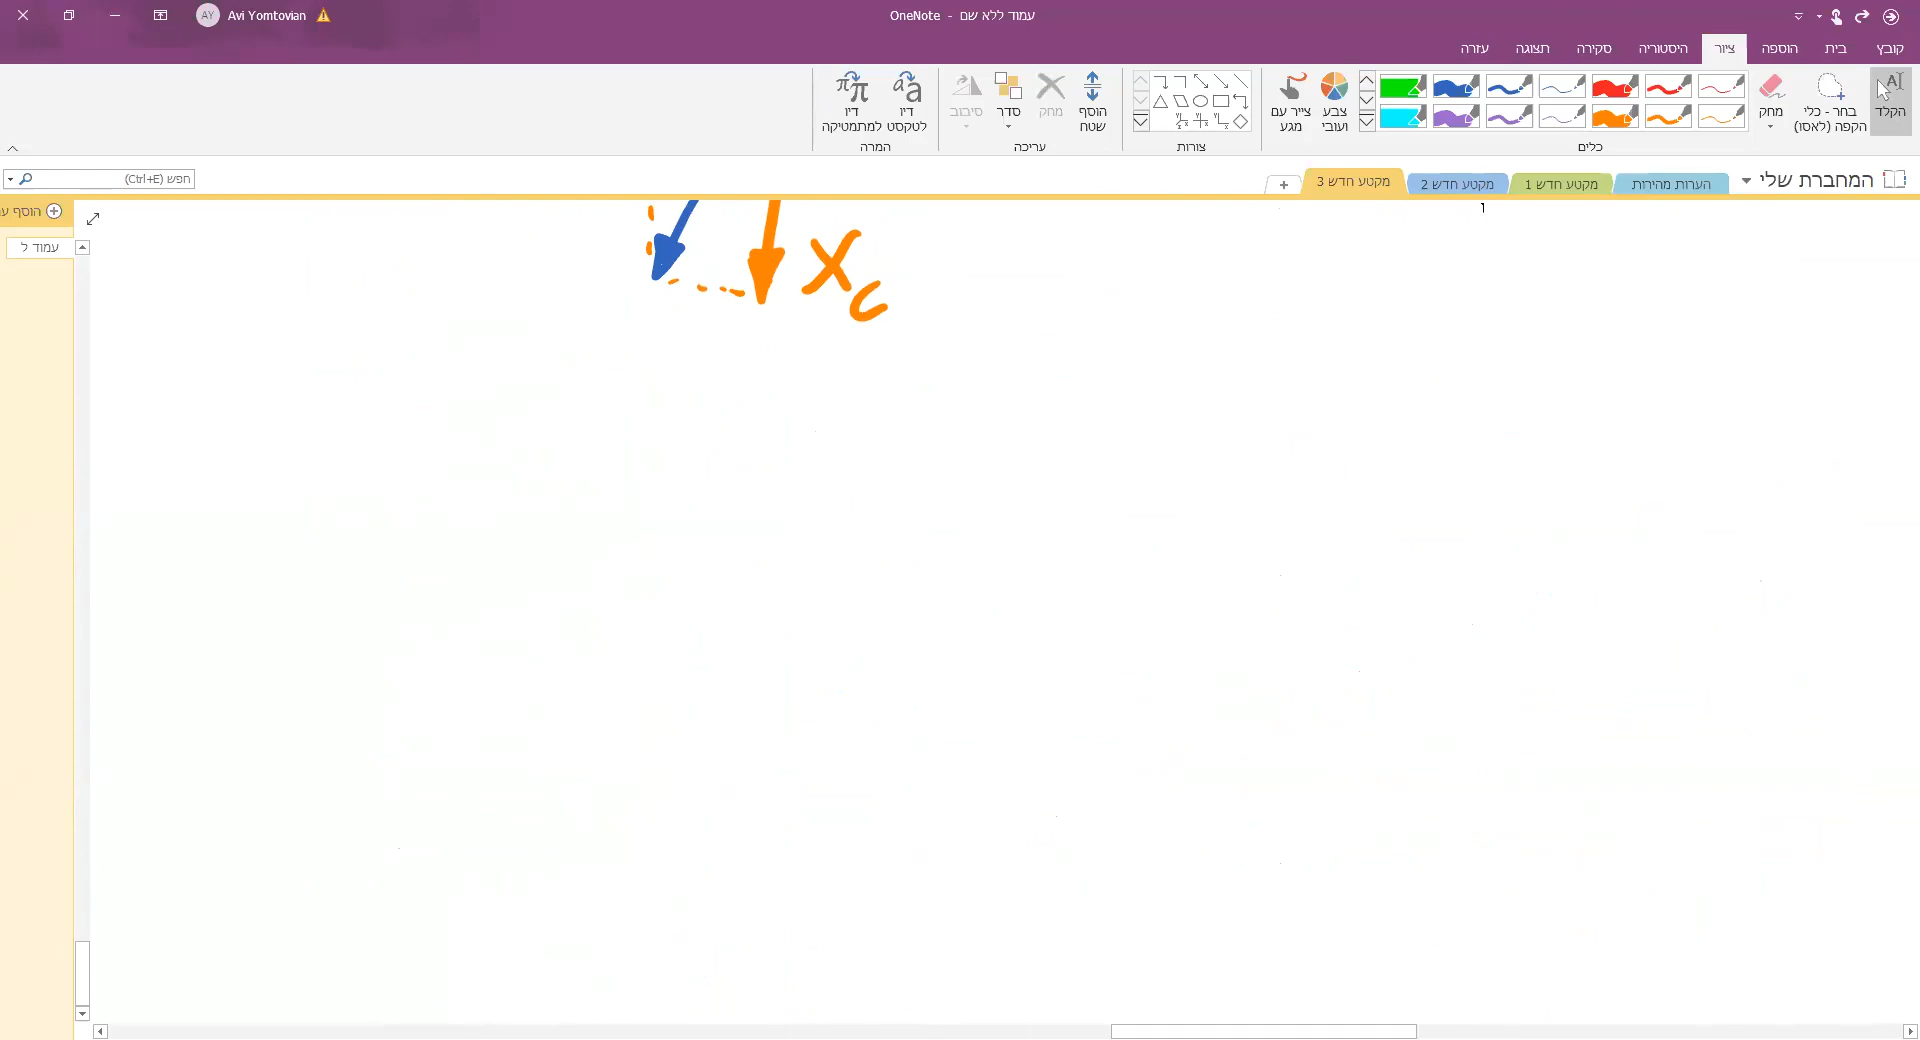 עמוד ללא שם - OneNote
Avi Yomtovian
AY
קובץ
בית
הוספה
ציור
היסטוריה
סקירה
תצוגה
עזרה
הקלד
בחר - כלי
הקפה (לאסו)
מחק
כלים
צבע
ועובי
צייר עם
מגע
צורות
הוסף
שטח
מחק
סדר
סיבוב
עריכה
דיו
לטקסט
דיו
למתמטיקה
המרה
המחברת שלי
הערות מהירות
מקטע חדש 1
מקטע חדש 2
מקטע חדש 3
חפש (Ctrl+E)
הוסף ע
עמוד ל
Xc